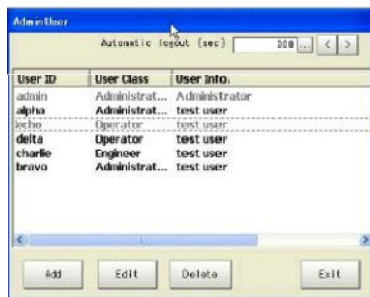 AdminUser
Automatic logout (sec) 300 ... < >
User ID User Class User Info.
admin Administrat... Administrator
alpha Administrat... test user
echo Operator test user
delta Operator test user
charlie Engineer test user
bravo Administrat... test user
Add Edit Delete Exit